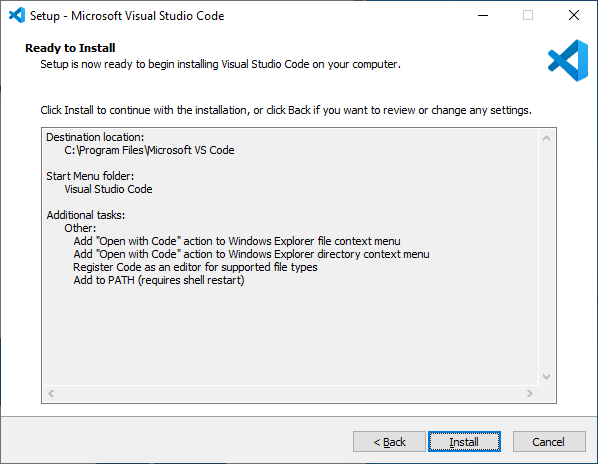 Setup - Microsoft Visual Studio Code
Ready to Install
Setup is now ready to begin installing Visual Studio Code on your computer.
Click Install to continue with the installation, or click Back if you want to review or change any settings.
Destination location:
C:\Program Files\Microsoft VS Code
Start Menu folder:
Visual Studio Code
Additional tasks:
Other:
Add "Open with Code" action to Windows Explorer file context menu
Add "Open with Code" action to Windows Explorer directory context menu
Register Code as an editor for supported file types
Add to PATH (requires shell restart)
< Back Install Cancel